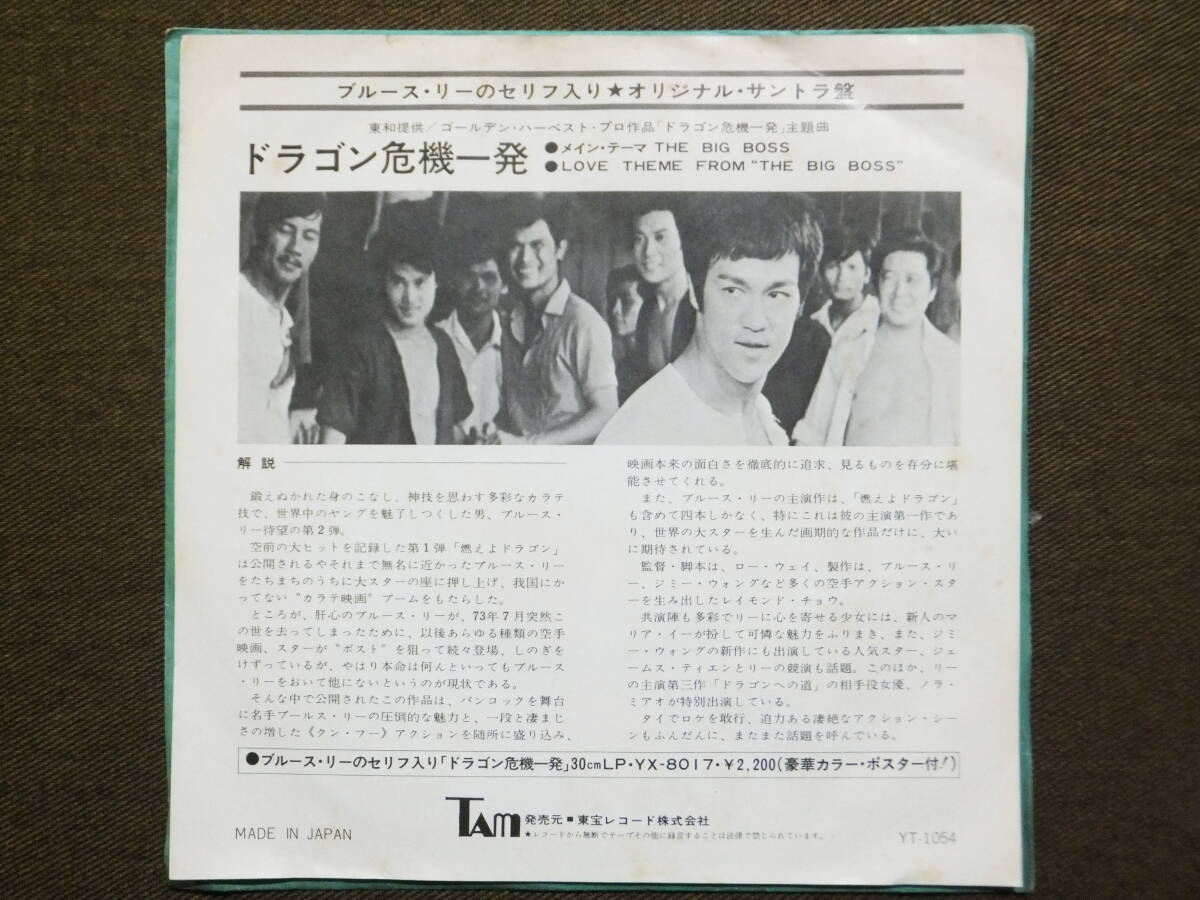 ブルース・リーのセリフ入り★オリジナル・サントラ盤
東和提供/ゴールデン・ハーベスト・プロ作品「ドラゴン危機一発」主題曲
ドラゴン危機一発
●メイン・テーマ THE BIG BOSS
●LOVE THEME FROM "THE BIG BOSS"
解説
鍛えぬかれた身のこなし、神技を思わす多彩なカラテ
技で、世界中のヤングを魅了しつくした男、ブルース・
リー待望の第2弾。
空前の大ヒットを記録した第1弾「燃えよドラゴン」
は公開されるやそれまで無名に近かったブルース・リー
をたちまちのうちに大スターの座に押し上げ、我国にか
ってない"カラテ映画"ブームをもたらした。
ところが、肝心のブルース・リーが、73年7月突然こ
の世を去ってしまったために、以後あらゆる種類の空手
映画、スターが"ポスト"を狙って続々登場、しのぎを
けずっているが、やはり本命は何んといってもブルース
・リーをおいて他にないというのが現状である。
そんな中で公開されたこの作品は、バンコックを舞台
に名手ブールス・リーの圧倒的な魅力と、一段と凄まじ
さの増した《クン・フー》アクションを随所に盛り込み、
映画本来の面白さを徹底的に追求、見るものを存分に堪
能させてくれる。
また、ブルース・リーの主演作は、「燃えよドラゴン」
も含めて四本しかなく、特にこれは彼の主演第一作であ
り、世界の大スターを生んだ画期的な作品だけに、大い
に期待されている。
監督・脚本は、ロー・ウェイ、製作は、ブルース・リ
ー、ジミー・ウォングなど多くの空手アクション・スタ
ーを生み出したレイモンド・チョウ。
共演陣も多彩でリーに心を寄せる少女には、新人のマ
リア・イーが扮して可憐な魅力をふりまき、また、ジミ
ー・ウォングの新作にも出演している人気スター、ジェ
ームス・ティエンとリーの競演も話題。このほか、リー
の主演第三作「ドラゴンへの道」の相手役女優、ノラ・
ミアオが特別出演している。
タイでロケを敢行、迫力ある凄絶なアクション・シー
ンもふんだんに、またまた話題を呼んでいる。
●ブルース・リーのセリフ入り「ドラゴン危機一発」30cmLP・YX-8017・¥2,200(豪華カラー・ポスター付!)
TAM 発売元■東宝レコード株式会社
★レコードから無断でテープその他に録音することは法律で禁じられています。
MADE IN JAPAN
YT-1054